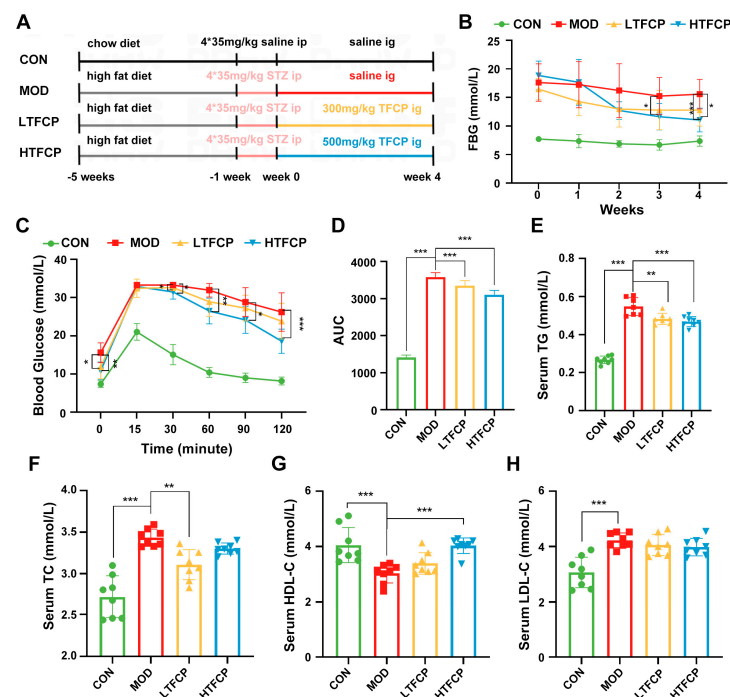 A
chow diet 4*35mg/kg saline ip saline ig
CON
high fat diet 4*35mg/kg STZ ip saline ig
MOD
high fat diet 4*35mg/kg STZ ip 300mg/kg TFCP ig
LTFCP
high fat diet 4*35mg/kg STZ ip 500mg/kg TFCP ig
HTFCP
-5 weeks -1 week week 0 week 4
B
CON MOD LTFCP HTFCP
FBG (mmol/L)
20
15
10
5
0
* *** *
0 1 2 3 4
Weeks
C
CON MOD LTFCP HTFCP
Blood Glucose (mmol/L)
40
30
20
10
0
* ** * * ** * ***
0 15 30 60 90 120
Time (minute)
D
AUC
4000
3000
2000
1000
0
*** *** ***
CON MOD LTFCP HTFCP
E
Serum TG (mmol/L)
0.8
0.6
0.4
0.2
*** ** ***
CON MOD LTFCP HTFCP
F
Serum TC (mmol/L)
4.0
3.5
3.0
2.5
2.0
*** **
CON MOD LTFCP HTFCP
G
Serum HDL-C (mmol/L)
6
4
2
0
*** ***
CON MOD LTFCP HTFCP
H
Serum LDL-C (mmol/L)
6
4
2
0
***
CON MOD LTFCP HTFCP